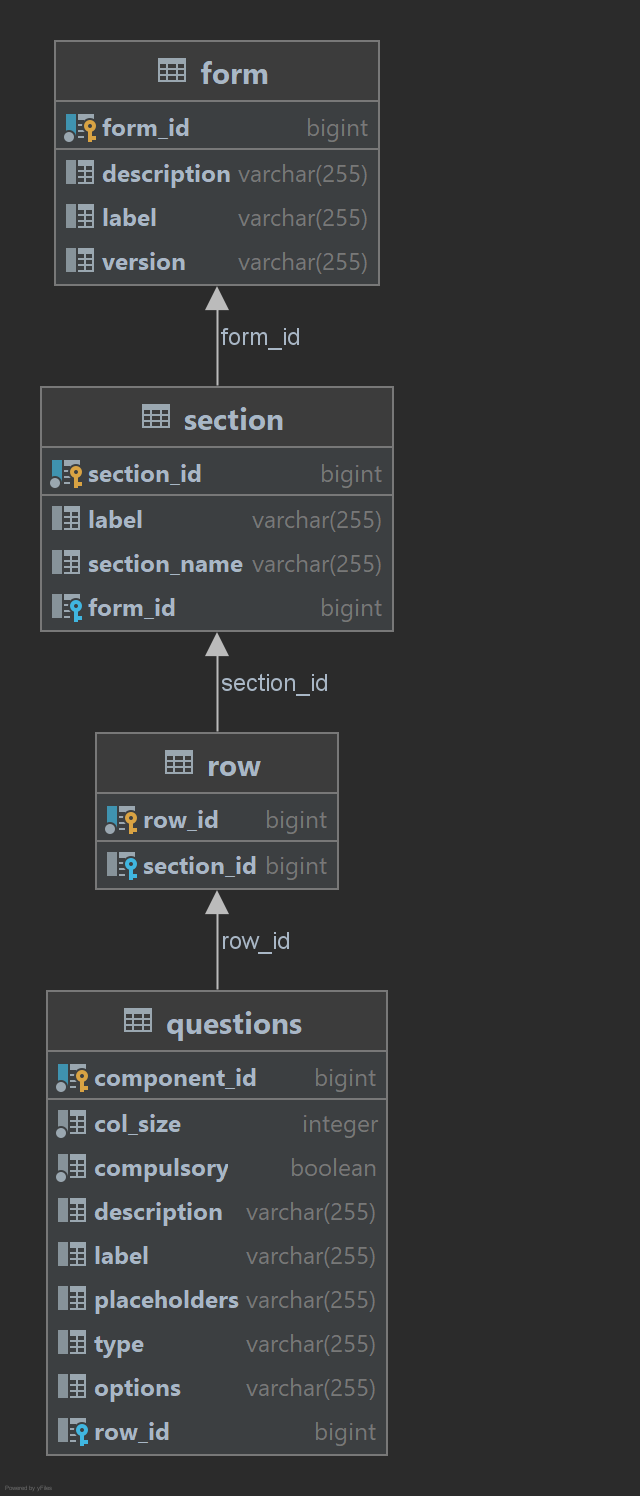 form
form_id bigint
description varchar(255)
label varchar(255)
version varchar(255)
form_id
section
section_id bigint
label varchar(255)
section_name varchar(255)
form_id bigint
section_id
row
row_id bigint
section_id bigint
row_id
questions
component_id bigint
col_size integer
compulsory boolean
description varchar(255)
label varchar(255)
placeholders varchar(255)
type varchar(255)
options varchar(255)
row_id bigint
Powered by yFiles